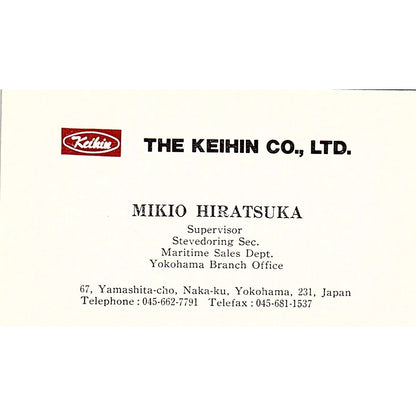 Keihin THE KEIHIN CO., LTD.
MIKIO HIRATSUKA
Supervisor
Stevedoring Sec.
Maritime Sales Dept.
Yokohama Branch Office
67, Yamashita-cho, Naka-ku, Yokohama, 231, Japan
Telephone : 045-662-7791 Telefax : 045-681-1537